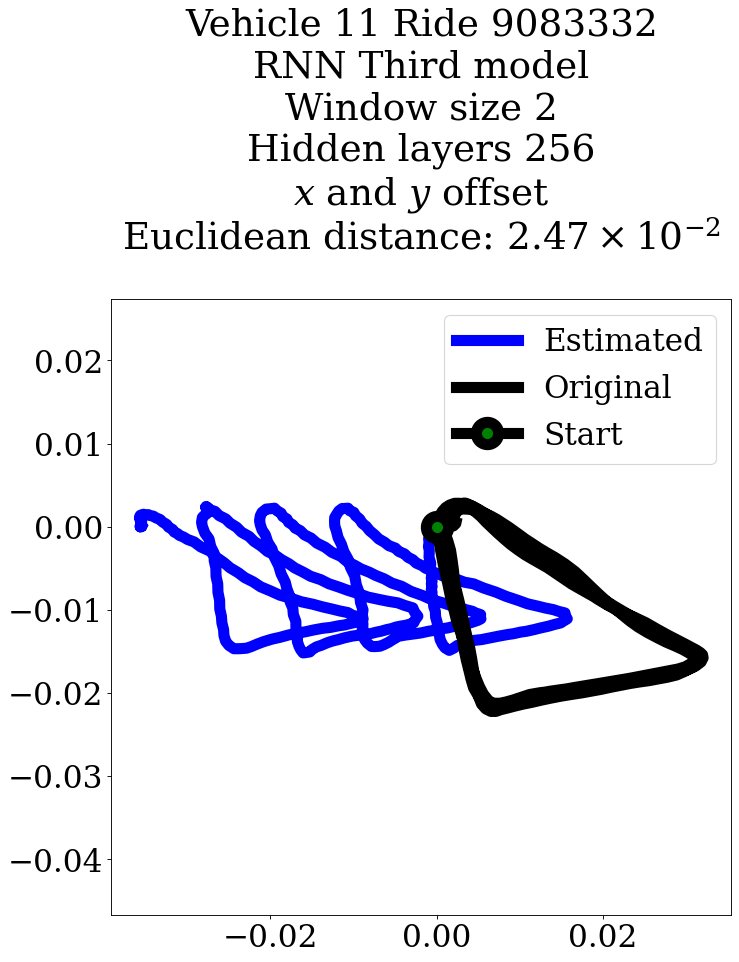 Vehicle 11 Ride 9083332
RNN Third model
Window size 2
Hidden layers 256
x and y offset
Euclidean distance: 2.47 × 10⁻²
Estimated
Original
Start
0.02
0.01
0.00
−0.01
−0.02
−0.03
−0.04
−0.02 0.00 0.02